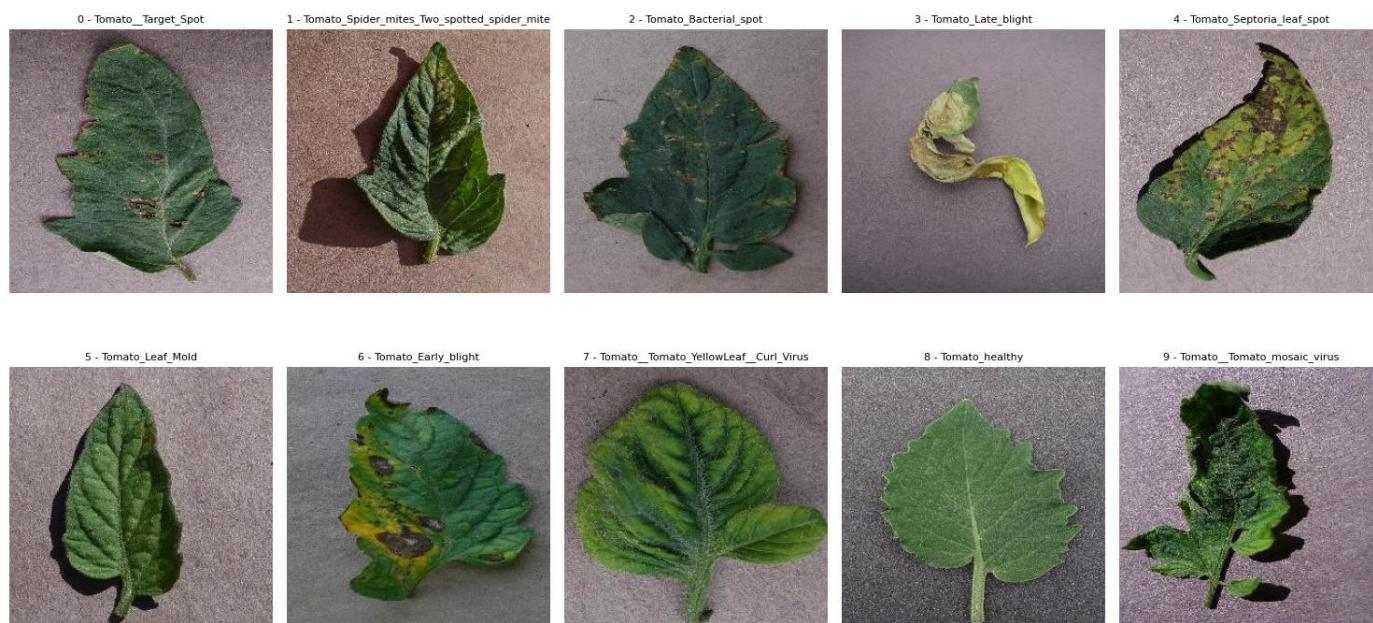 0 - Tomato__Target_Spot
1 - Tomato_Spider_mites_Two_spotted_spider_mite
2 - Tomato_Bacterial_spot
3 - Tomato_Late_blight
4 - Tomato_Septoria_leaf_spot
5 - Tomato_Leaf_Mold
6 - Tomato_Early_blight
7 - Tomato__Tomato_YellowLeaf__Curl_Virus
8 - Tomato_healthy
9 - Tomato__Tomato_mosaic_virus